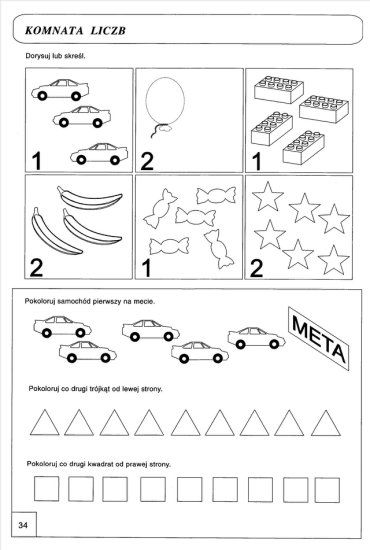 KOMNATA LICZB
Dorysuj lub skreśl.
1
2
1
2
1
2
Pokoloruj samochód pierwszy na mecie.
META
Pokoloruj co drugi trójkąt od lewej strony.
Pokoloruj co drugi kwadrat od prawej strony.
34